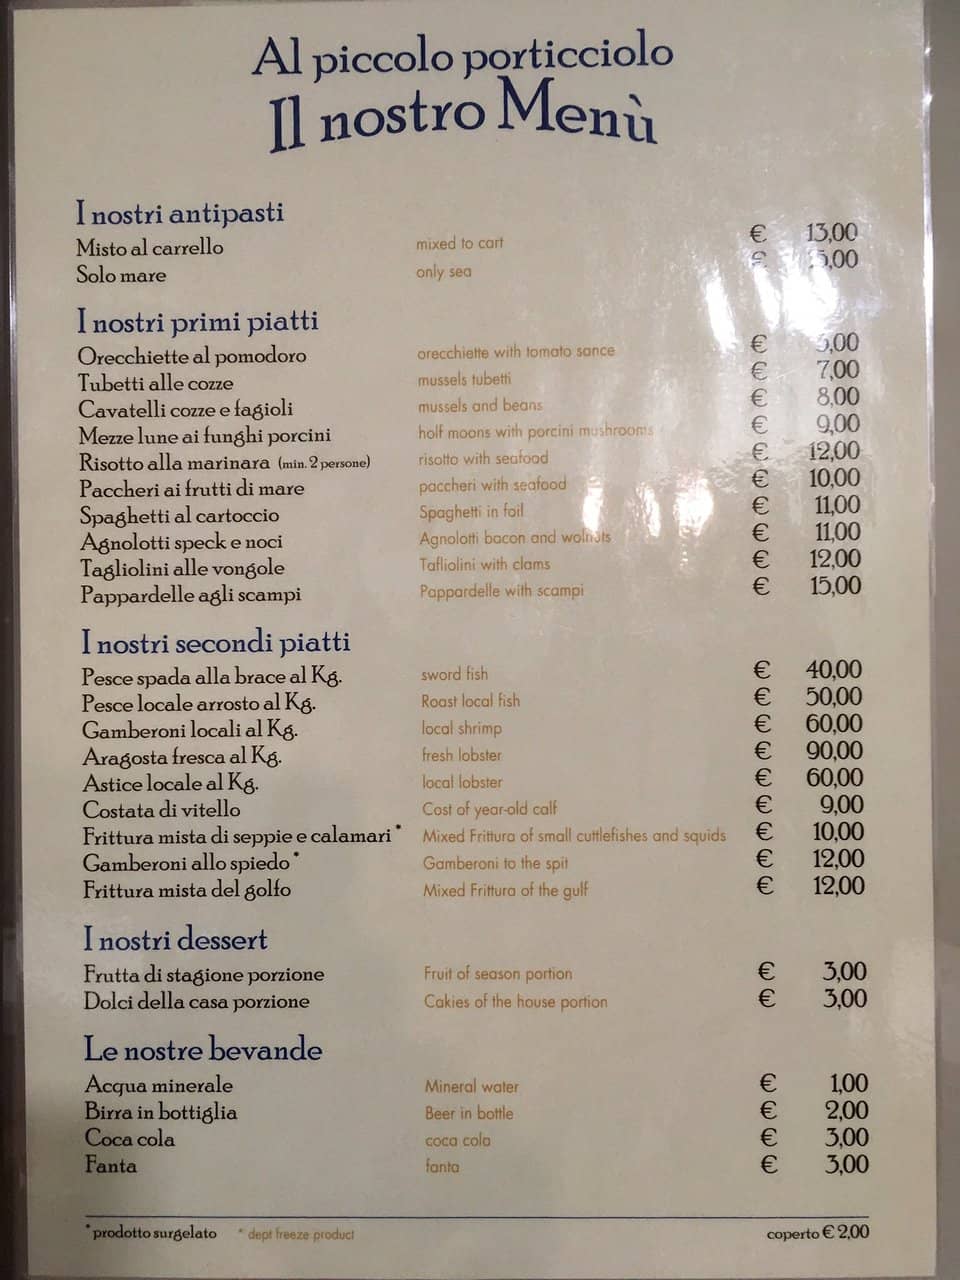 Al piccolo porticciolo
Il nostro Menù
I nostri antipasti
Misto al carrello mixed to cart € 13,00
Solo mare only sea €
I nostri primi piatti
Orecchiette al pomodoro orecchiette with tomato sance €
Tubetti alle cozze mussels tubetti € 7,00
Cavatelli cozze e fagioli mussels and beans € 8,00
Mezze lune ai funghi porcini holf moons with porcini mushrooms € 9,00
Risotto alla marinara (min. 2 persone) risotto with seafood € 12,00
Paccheri ai frutti di mare paccheri with seafood € 10,00
Spaghetti al cartoccio Spaghetti in foil € 11,00
Agnolotti speck e noci Agnolotti bacon and wolnuts € 11,00
Tagliolini alle vongole Tafliolini with clams € 12,00
Pappardelle agli scampi Pappardelle with scampi € 15,00
I nostri secondi piatti
Pesce spada alla brace al Kg. sword fish € 40,00
Pesce locale arrosto al Kg. Roast local fish € 50,00
Gamberoni locali al Kg. local shrimp € 60,00
Aragosta fresca al Kg. fresh lobster € 90,00
Astice locale al Kg. local lobster € 60,00
Costata di vitello Cost of year-old calf € 9,00
Frittura mista di seppie e calamari * Mixed Frittura of small cuttlefishes and squids € 10,00
Gamberoni allo spiedo * Gamberoni to the spit € 12,00
Frittura mista del golfo Mixed Frittura of the gulf € 12,00
I nostri dessert
Frutta di stagione porzione Fruit of season portion € 3,00
Dolci della casa porzione Cakies of the house portion € 3,00
Le nostre bevande
Acqua minerale Mineral water € 1,00
Birra in bottiglia Beer in bottle € 2,00
Coca cola coca cola € 3,00
Fanta fanta € 3,00
* prodotto surgelato * dept freeze product coperto € 2,00